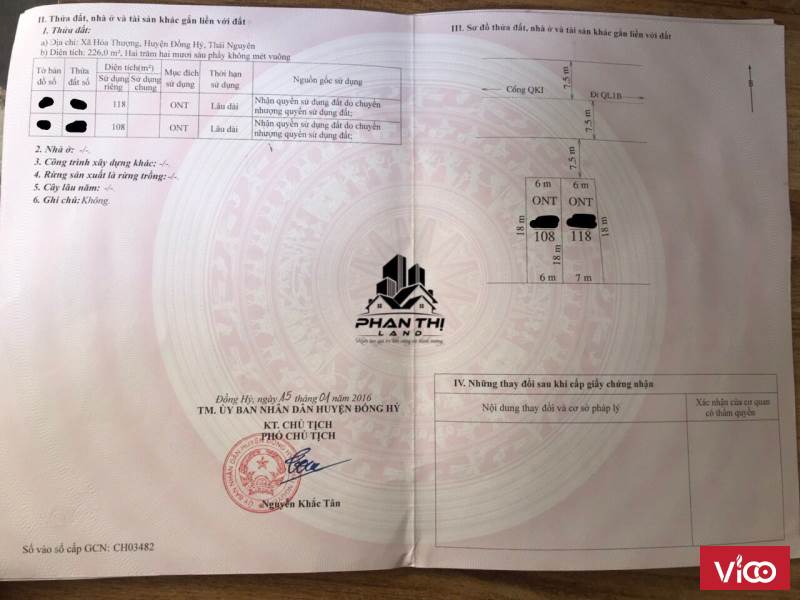 II. Thửa đất, nhà ở và tài sản khác gắn liền với đất
1. Thửa đất:
a) Địa chỉ: Xã Hóa Thượng, Huyện Đồng Hỷ, Thái Nguyên
b) Diện tích: 226,0 m², Hai trăm hai mươi sáu phẩy không mét vuông
Tờ bản đồ số
Thửa đất số
Diện tích(m²)
Sử dụng riêng
Sử dụng chung
Mục đích sử dụng
Thời hạn sử dụng
Nguồn gốc sử dụng
118 ONT Lâu dài Nhận quyền sử dụng đất do chuyển nhượng quyền sử dụng đất;
108 ONT Lâu dài Nhận quyền sử dụng đất do chuyển nhượng quyền sử dụng đất;
2. Nhà ở: -/-
3. Công trình xây dựng khác: -/-
4. Rừng sản xuất là rừng trồng:-/-
5. Cây lâu năm: -/-
6. Ghi chú:Không.
Đồng Hỷ, ngày 15 tháng 01 năm 2016
TM. ỦY BAN NHÂN DÂN HUYỆN ĐỒNG HỶ
KT. CHỦ TỊCH
PHÓ CHỦ TỊCH
Nguyễn Khắc Tân
Số vào sổ cấp GCN: CH03482
III. Sơ đồ thửa đất, nhà ở và tài sản khác gắn liền với đất
7,5 m
Cổng QKI
Đi QL1B
B
7,5 m
7,5 m
6 m 6 m
ONT ONT
18 m
108 118
18 m
18 m
6 m 7 m
PHAN THỊ
LAND
IV. Những thay đổi sau khi cấp giấy chứng nhận
Nội dung thay đổi và cơ sở pháp lý
Xác nhận của cơ quan
có thẩm quyền
ViCO